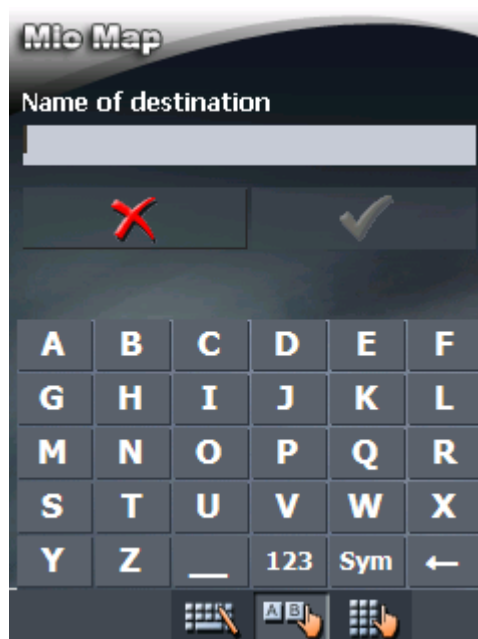 Mio Map
Name of destination
A B C D E F
G H I J K L
M N O P Q R
S T U V W X
Y Z _ 123 Sym ←
A B